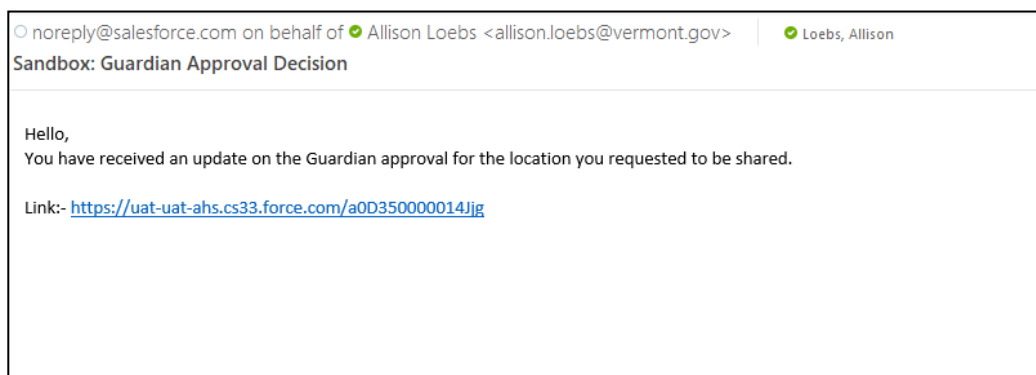 noreply@salesforce.com on behalf of Allison Loebs <allison.loebs@vermont.gov> Loebs, Allison
Sandbox: Guardian Approval Decision
Hello,
You have received an update on the Guardian approval for the location you requested to be shared.
Link:- https://uat-uat-ahs.cs33.force.com/a0D350000014Jjg